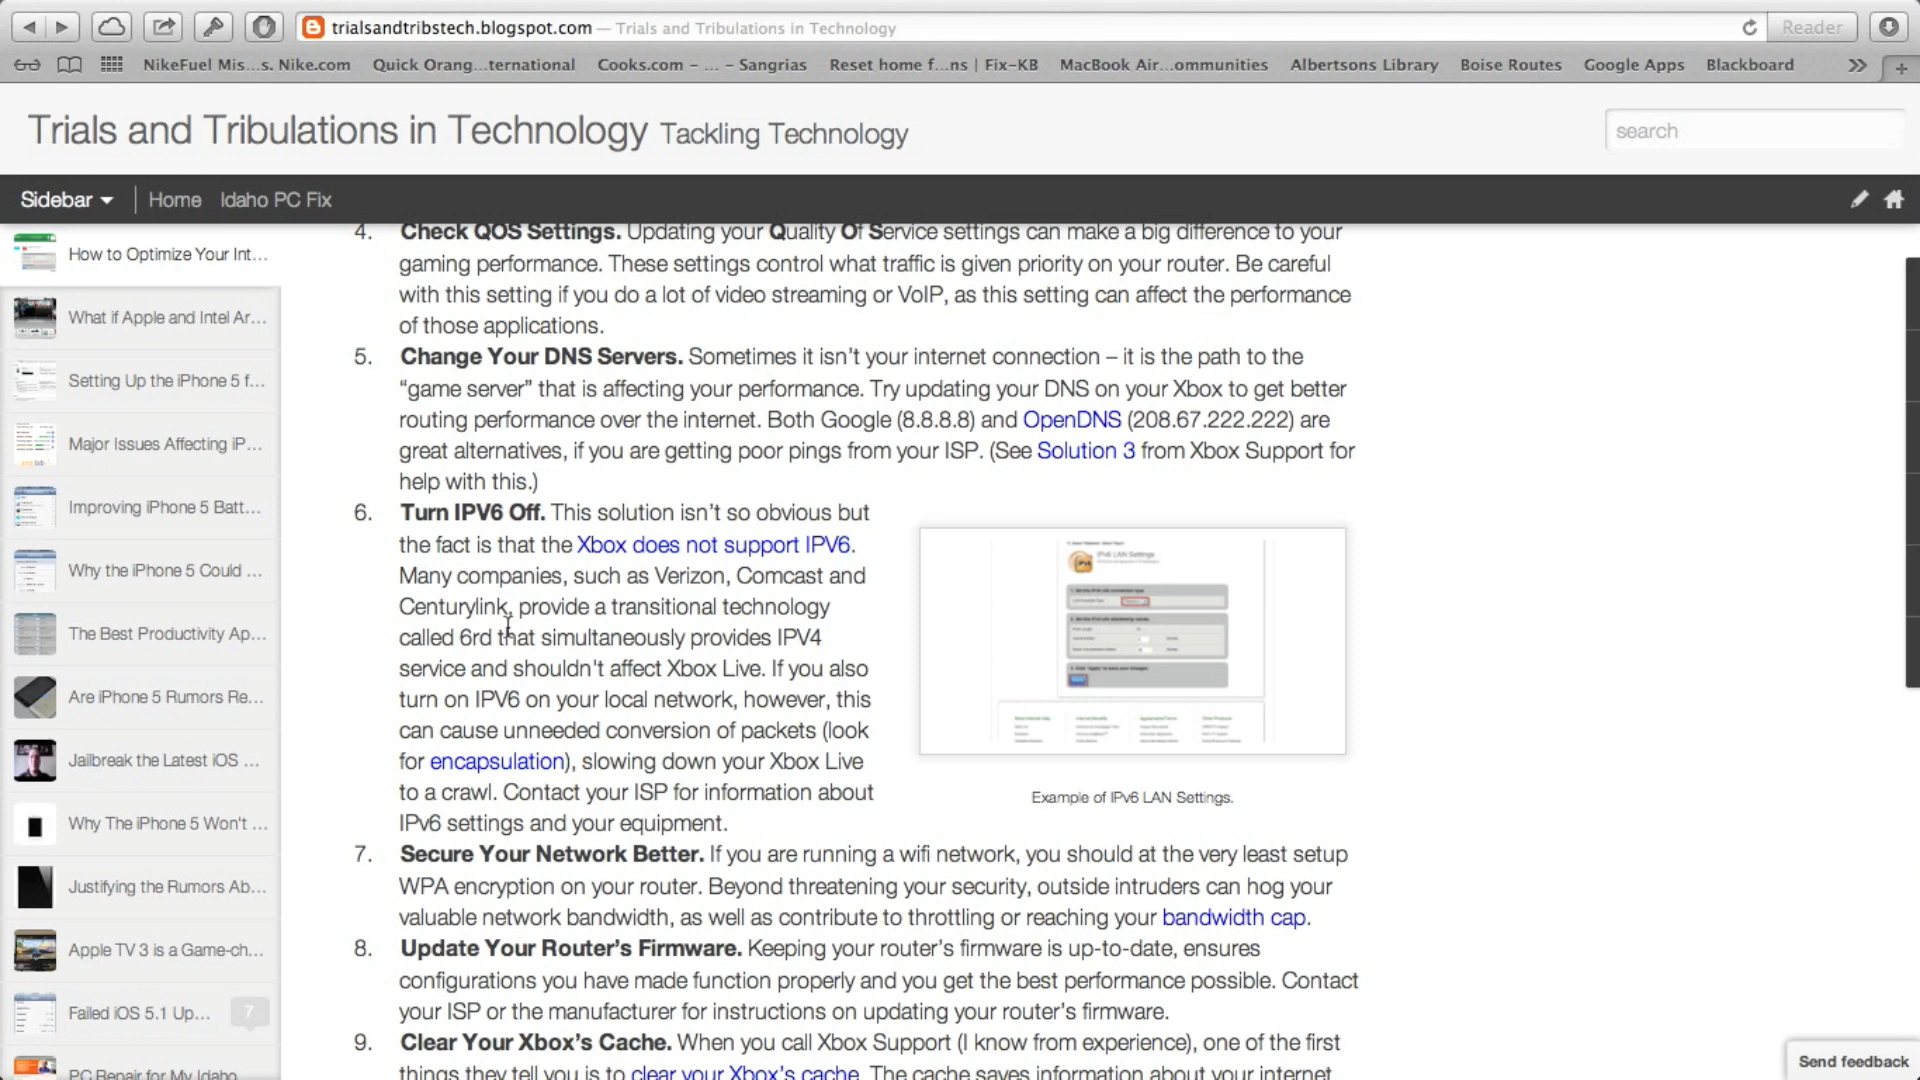 trialsandtribstech.blogspot.com — Trials and Tribulations in Technology
Reader
NikeFuel Mis...s. Nike.com Quick Orang...ternational Cooks.com - ... - Sangrias Reset home f...ns | Fix-KB MacBook Air...ommunities Albertsons Library Boise Routes Google Apps Blackboard
Trials and Tribulations in Technology Tackling Technology
search
Sidebar Home Idaho PC Fix
How to Optimize Your Int...
What if Apple and Intel Ar...
Setting Up the iPhone 5 f...
Major Issues Affecting iP...
Improving iPhone 5 Batt...
Why the iPhone 5 Could ...
The Best Productivity Ap...
Are iPhone 5 Rumors Re...
Jailbreak the Latest iOS ...
Why The iPhone 5 Won't ...
Justifying the Rumors Ab...
Apple TV 3 is a Game-ch...
Failed iOS 5.1 Up... 7
PC Repair for My Idaho
4. Check QOS Settings. Updating your Quality Of Service settings can make a big difference to your
gaming performance. These settings control what traffic is given priority on your router. Be careful
with this setting if you do a lot of video streaming or VoIP, as this setting can affect the performance
of those applications.
5. Change Your DNS Servers. Sometimes it isn't your internet connection – it is the path to the
“game server” that is affecting your performance. Try updating your DNS on your Xbox to get better
routing performance over the internet. Both Google (8.8.8.8) and OpenDNS (208.67.222.222) are
great alternatives, if you are getting poor pings from your ISP. (See Solution 3 from Xbox Support for
help with this.)
6. Turn IPV6 Off. This solution isn't so obvious but
the fact is that the Xbox does not support IPV6.
Many companies, such as Verizon, Comcast and
Centurylink, provide a transitional technology
called 6rd that simultaneously provides IPV4
service and shouldn't affect Xbox Live. If you also
turn on IPV6 on your local network, however, this
can cause unneeded conversion of packets (look
for encapsulation), slowing down your Xbox Live
to a crawl. Contact your ISP for information about
IPv6 settings and your equipment.
IPv6 LAN Settings
Example of IPv6 LAN Settings.
7. Secure Your Network Better. If you are running a wifi network, you should at the very least setup
WPA encryption on your router. Beyond threatening your security, outside intruders can hog your
valuable network bandwidth, as well as contribute to throttling or reaching your bandwidth cap.
8. Update Your Router’s Firmware. Keeping your router’s firmware is up-to-date, ensures
configurations you have made function properly and you get the best performance possible. Contact
your ISP or the manufacturer for instructions on updating your router’s firmware.
9. Clear Your Xbox’s Cache. When you call Xbox Support (I know from experience), one of the first
things they tell you is to clear your Xbox’s cache. The cache saves information about your internet
Send feedback